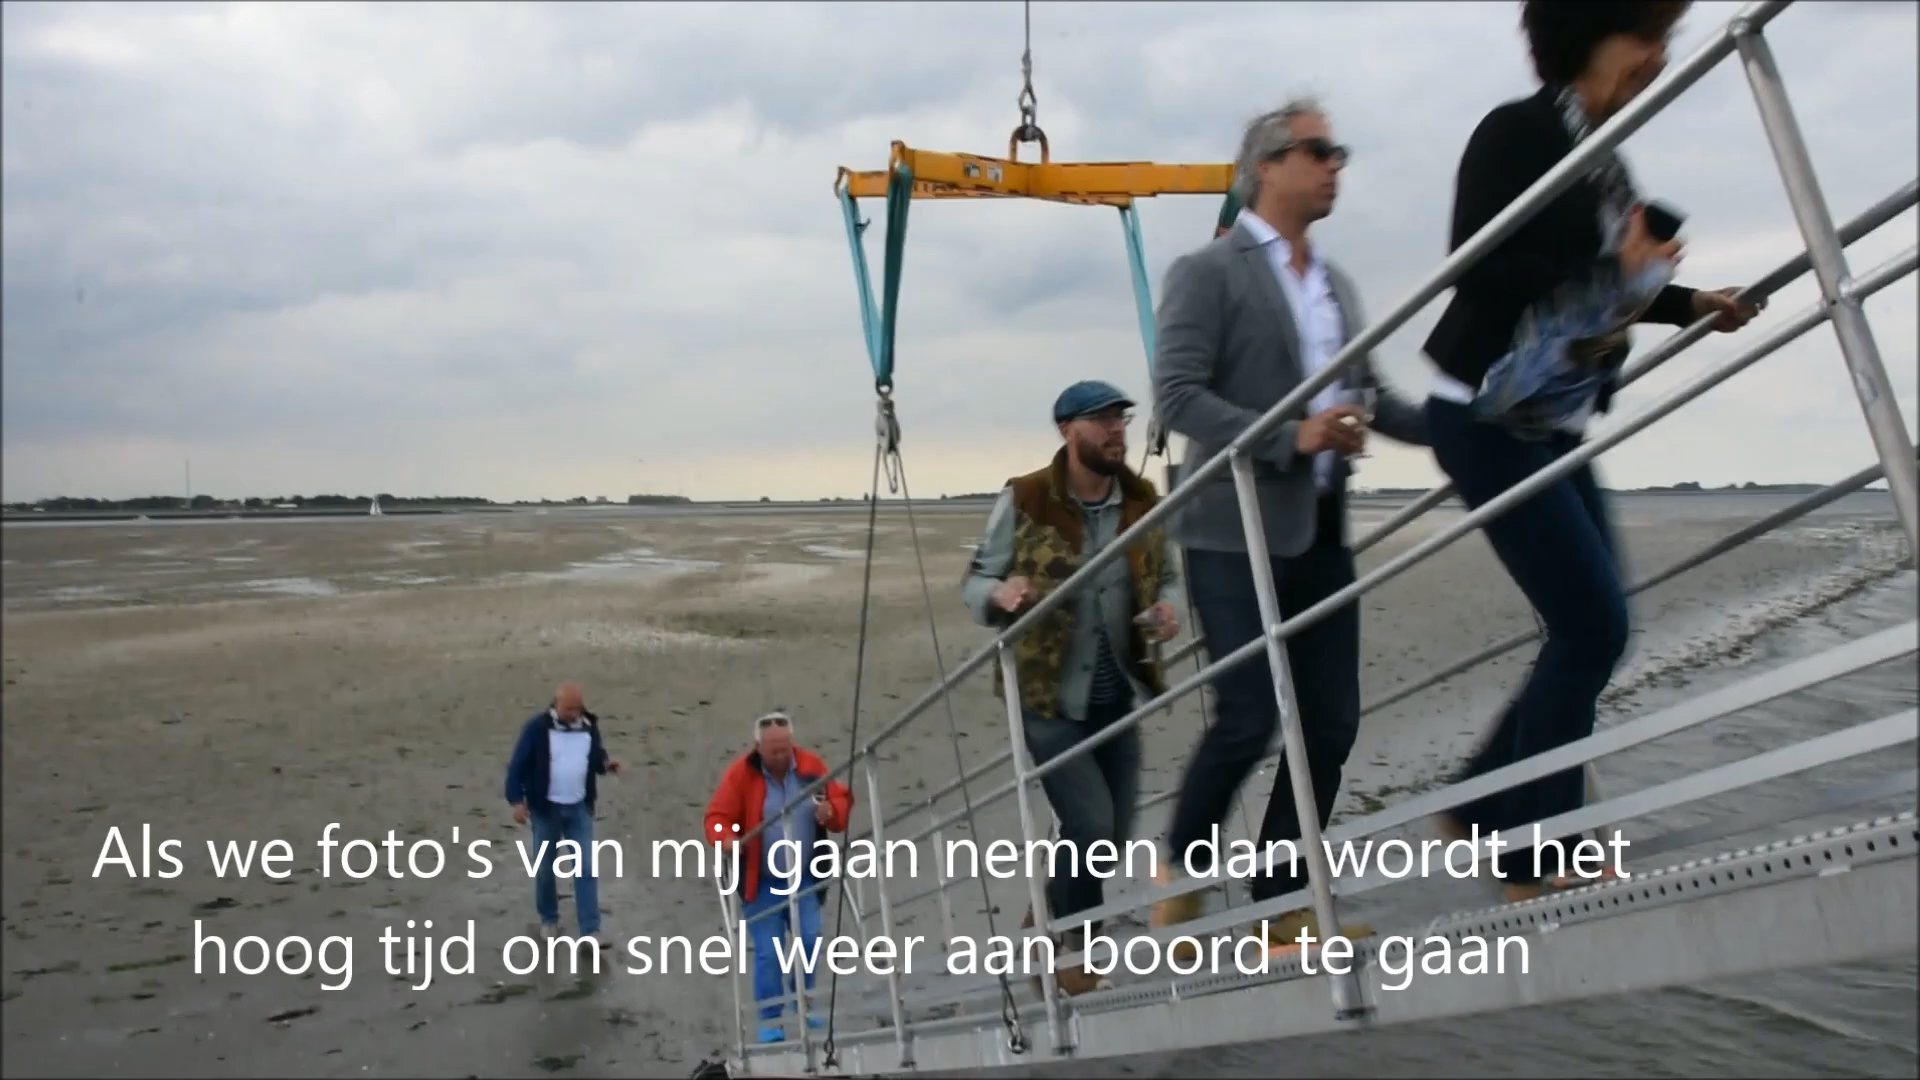 Als we foto's van mij gaan nemen dan wordt het
hoog tijd om snel weer aan boord te gaan